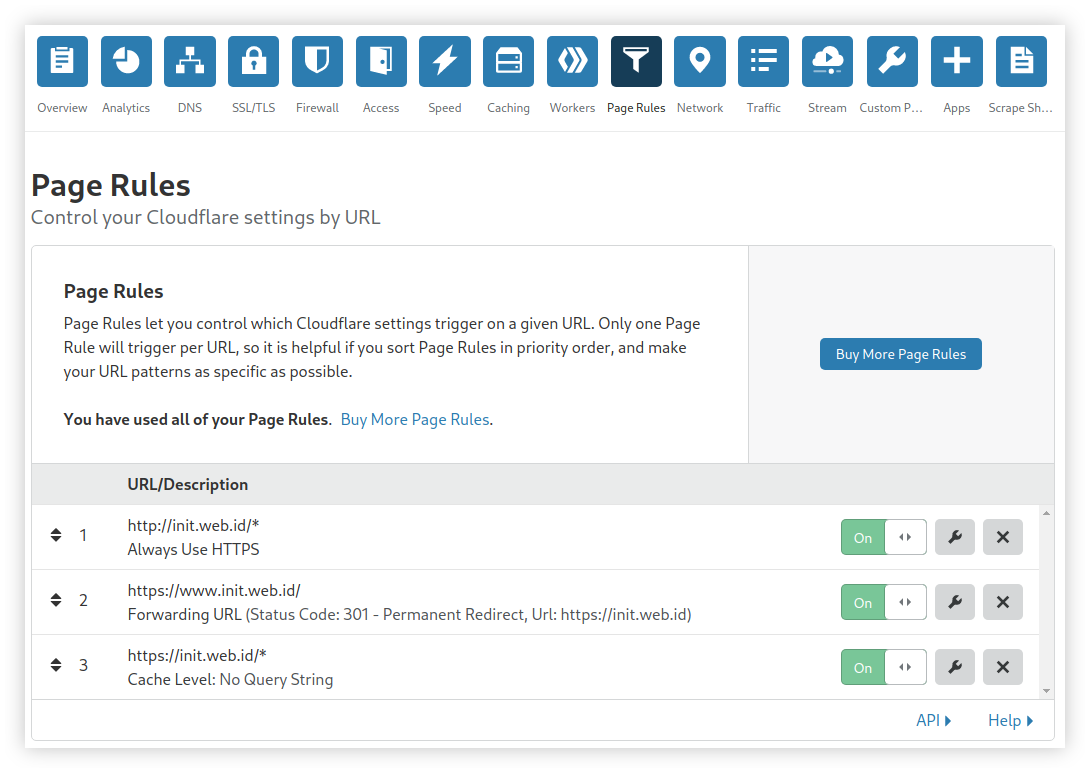 Overview Analytics DNS SSL/TLS Firewall Access Speed Caching Workers Page Rules Network Traffic Stream Custom P... Apps Scrape Sh...
Page Rules
Control your Cloudflare settings by URL
Page Rules
Page Rules let you control which Cloudflare settings trigger on a given URL. Only one Page
Rule will trigger per URL, so it is helpful if you sort Page Rules in priority order, and make
your URL patterns as specific as possible.
You have used all of your Page Rules. Buy More Page Rules.
Buy More Page Rules
URL/Description
1 http://init.web.id/*
Always Use HTTPS
On
2 https://www.init.web.id/
Forwarding URL (Status Code: 301 - Permanent Redirect, Url: https://init.web.id)
On
3 https://init.web.id/*
Cache Level: No Query String
On
API Help